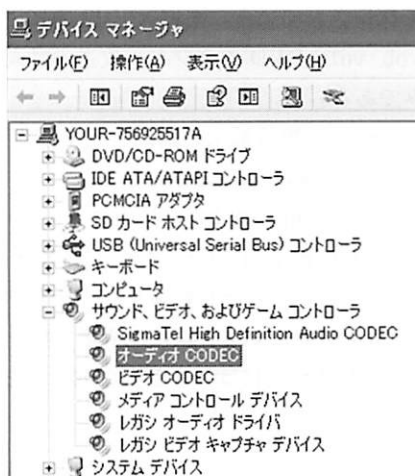 デバイス マネージャ
ファイル(F) 操作(A) 表示(V) ヘルプ(H)
YOUR-756925517A
DVD/CD-ROM ドライブ
IDE ATA/ATAPI コントローラ
PCMCIA アダプタ
SD カード ホスト コントローラ
USB (Universal Serial Bus) コントローラ
キーボード
コンピュータ
サウンド、ビデオ、およびゲーム コントローラ
SigmaTel High Definition Audio CODEC
オーディオ CODEC
ビデオ CODEC
メディア コントロール デバイス
レガシ オーディオ ドライバ
レガシ ビデオ キャプチャ デバイス
システム デバイス